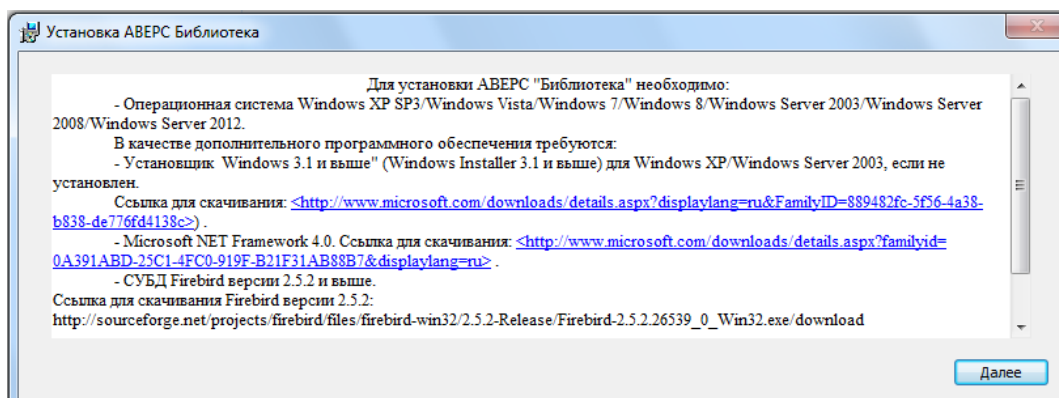 Установка АВЕРС Библиотека
Для установки АВЕРС "Библиотека" необходимо:
- Операционная система Windows XP SP3/Windows Vista/Windows 7/Windows 8/Windows Server 2003/Windows Server
2008/Windows Server 2012.
В качестве дополнительного программного обеспечения требуются:
- Установщик Windows 3.1 и выше" (Windows Installer 3.1 и выше) для Windows XP/Windows Server 2003, если не
установлен.
Ссылка для скачивания: <http://www.microsoft.com/downloads/details.aspx?displaylang=ru&FamilyID=889482fc-5f56-4a38-
b838-de776fd4138c>) .
- Microsoft NET Framework 4.0. Ссылка для скачивания: <http://www.microsoft.com/downloads/details.aspx?familyid=
0A391ABD-25C1-4FC0-919F-B21F31AB88B7&displaylang=ru> .
- СУБД Firebird версии 2.5.2 и выше.
Ссылка для скачивания Firebird версии 2.5.2:
http://sourceforge.net/projects/firebird/files/firebird-win32/2.5.2-Release/Firebird-2.5.2.26539_0_Win32.exe/download
Далее